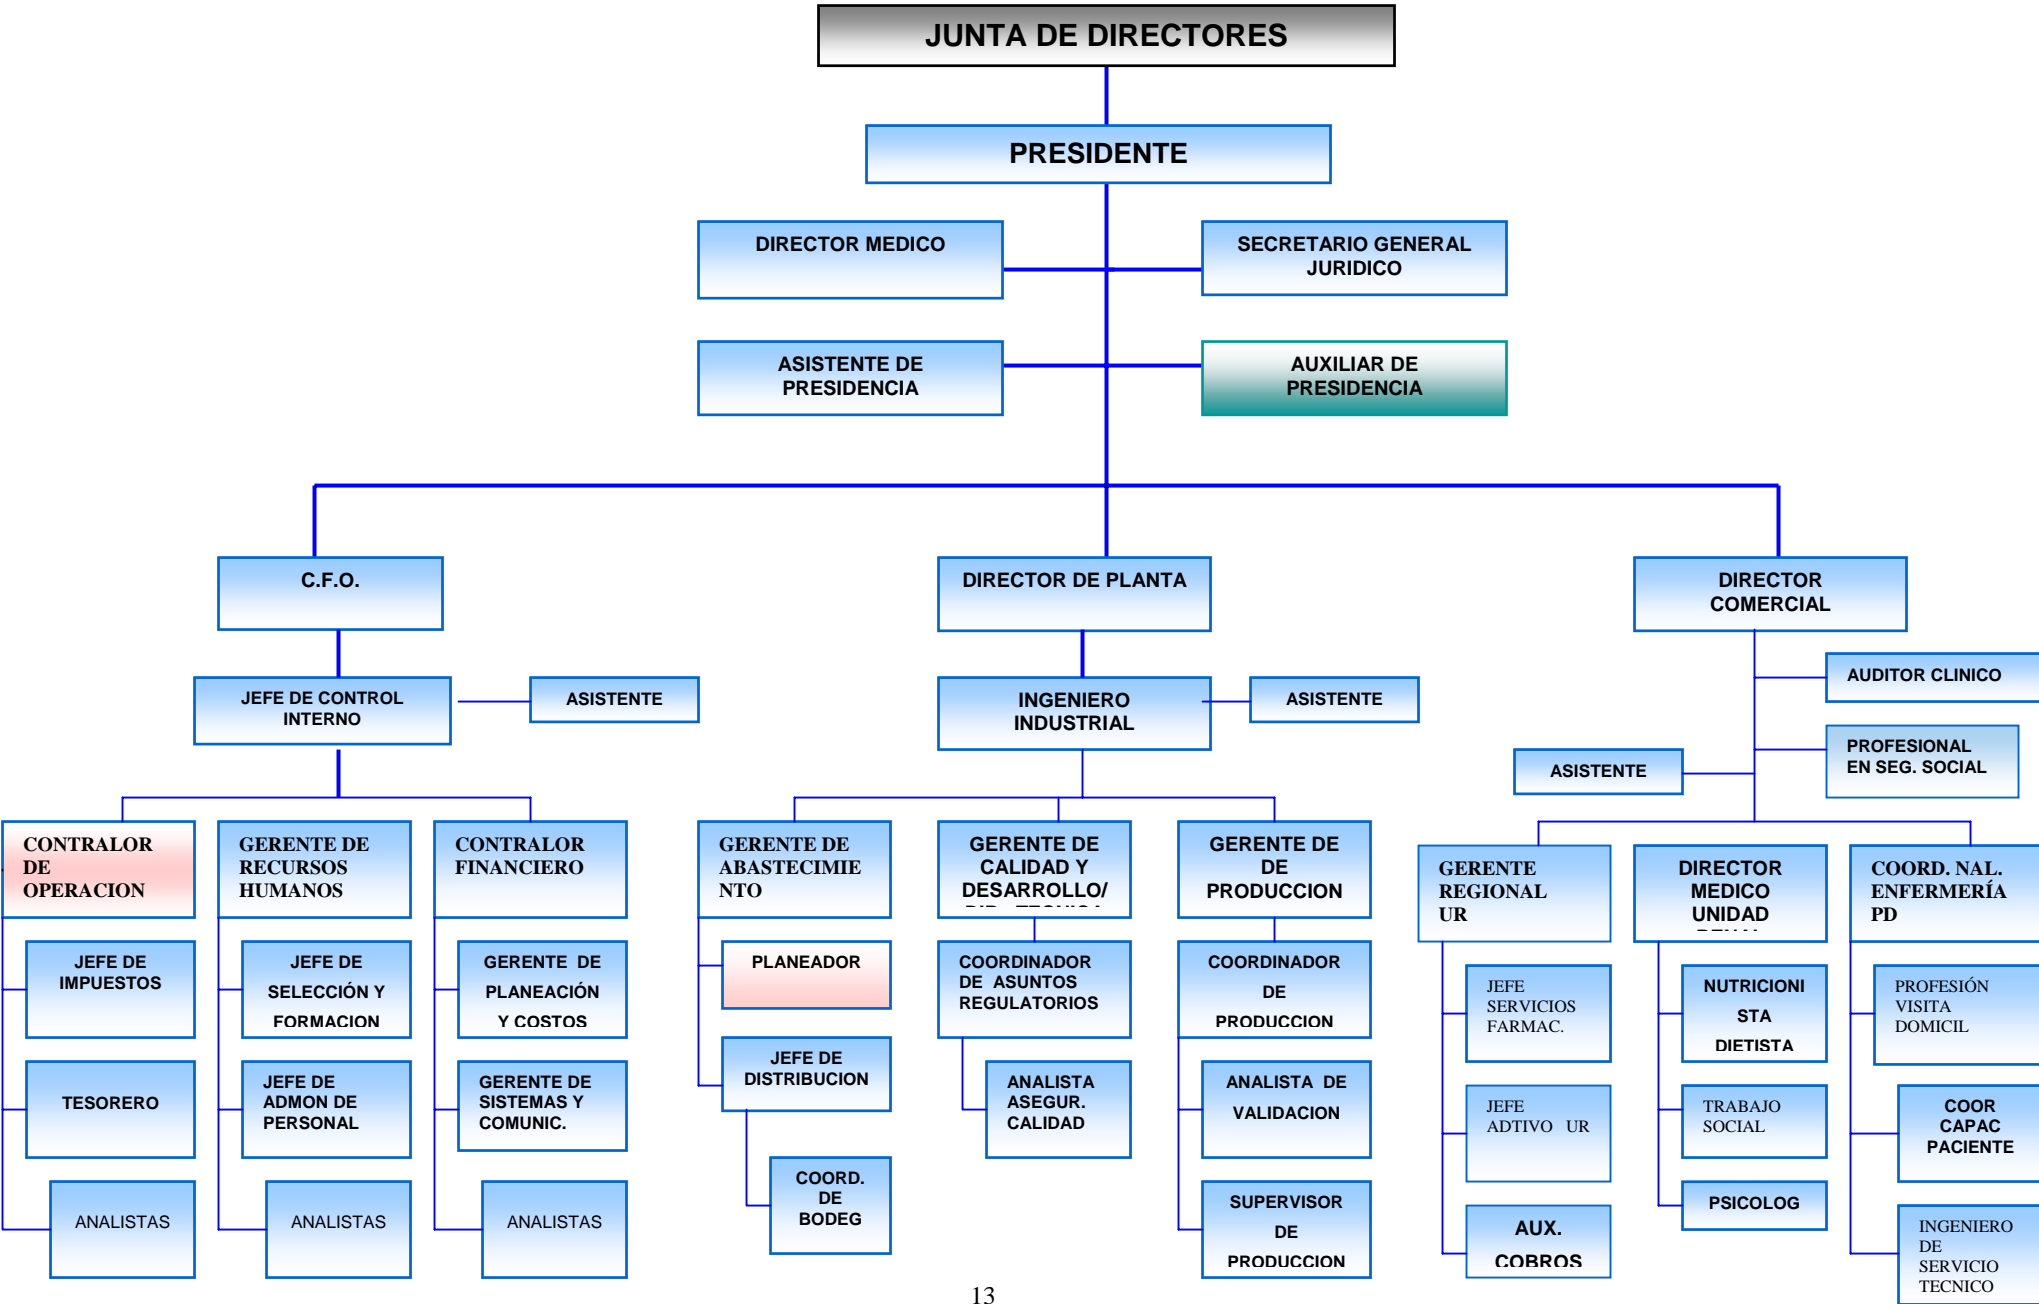 JUNTA DE DIRECTORES
PRESIDENTE
DIRECTOR MEDICO
SECRETARIO GENERAL
JURIDICO
ASISTENTE DE
PRESIDENCIA
AUXILIAR DE
PRESIDENCIA
C.F.O.
DIRECTOR DE PLANTA
DIRECTOR
COMERCIAL
JEFE DE CONTROL
INTERNO
ASISTENTE
INGENIERO
INDUSTRIAL
ASISTENTE
AUDITOR CLINICO
PROFESIONAL
EN SEG. SOCIAL
ASISTENTE
CONTRALOR
DE
OPERACION
GERENTE DE
RECURSOS
HUMANOS
CONTRALOR
FINANCIERO
GERENTE DE
ABASTECIMIE
NTO
GERENTE DE
CALIDAD Y
DESARROLLO/
GERENTE DE
DE
PRODUCCION
GERENTE
REGIONAL
UR
DIRECTOR
MEDICO
UNIDAD
COORD. NAL.
ENFERMERÍA
PD
JEFE DE
IMPUESTOS
JEFE DE
SELECCIÓN Y
FORMACION
GERENTE DE
PLANEACIÓN
Y COSTOS
PLANEADOR
COORDINADOR
DE ASUNTOS
REGULATORIOS
COORDINADOR
DE
PRODUCCION
JEFE
SERVICIOS
FARMAC.
NUTRICIONI
STA
DIETISTA
PROFESIÓN
VISITA
DOMICIL
TESORERO
JEFE DE
ADMON DE
PERSONAL
GERENTE DE
SISTEMAS Y
COMUNIC.
JEFE DE
DISTRIBUCION
ANALISTA
ASEGUR.
CALIDAD
ANALISTA DE
VALIDACION
JEFE
ADTIVO UR
TRABAJO
SOCIAL
COOR
CAPAC
PACIENTE
ANALISTAS
ANALISTAS
ANALISTAS
COORD.
DE
BODEG
SUPERVISOR
DE
PRODUCCION
AUX.
COBROS
PSICOLOG
INGENIERO
DE
SERVICIO
TECNICO
13